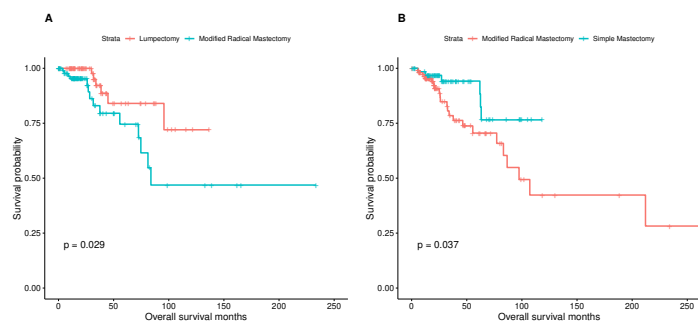 A
Strata Lumpectomy Modified Radical Mastectomy
1.00
0.75
0.50
0.25
0.00
Survival probability
p = 0.029
0 50 100 150 200 250
Overall survival months
B
Strata Modified Radical Mastectomy Simple Mastectomy
1.00
0.75
0.50
0.25
0.00
Survival probability
p = 0.037
0 50 100 150 200 250
Overall survival months